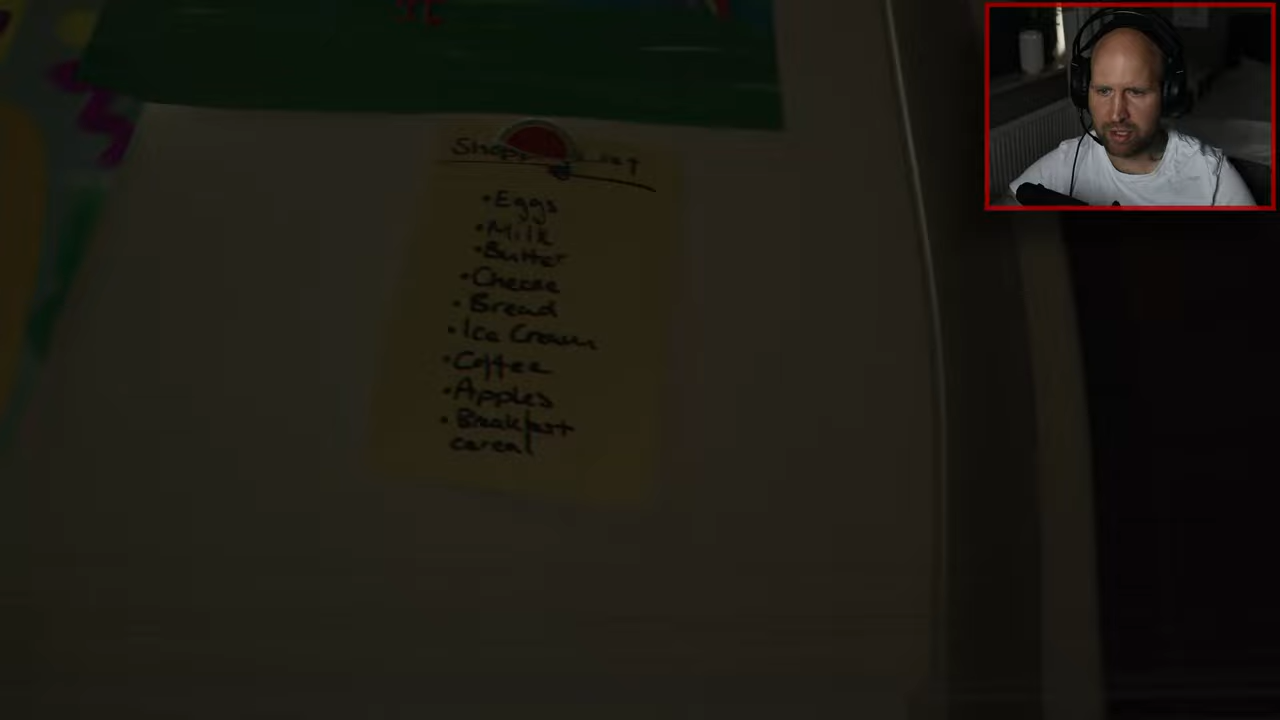 • Eggs
• Milk
• Butter
• Cheese
• Bread
• Ice Cream
• Coffee
• Apples
• Breakfast
cereal